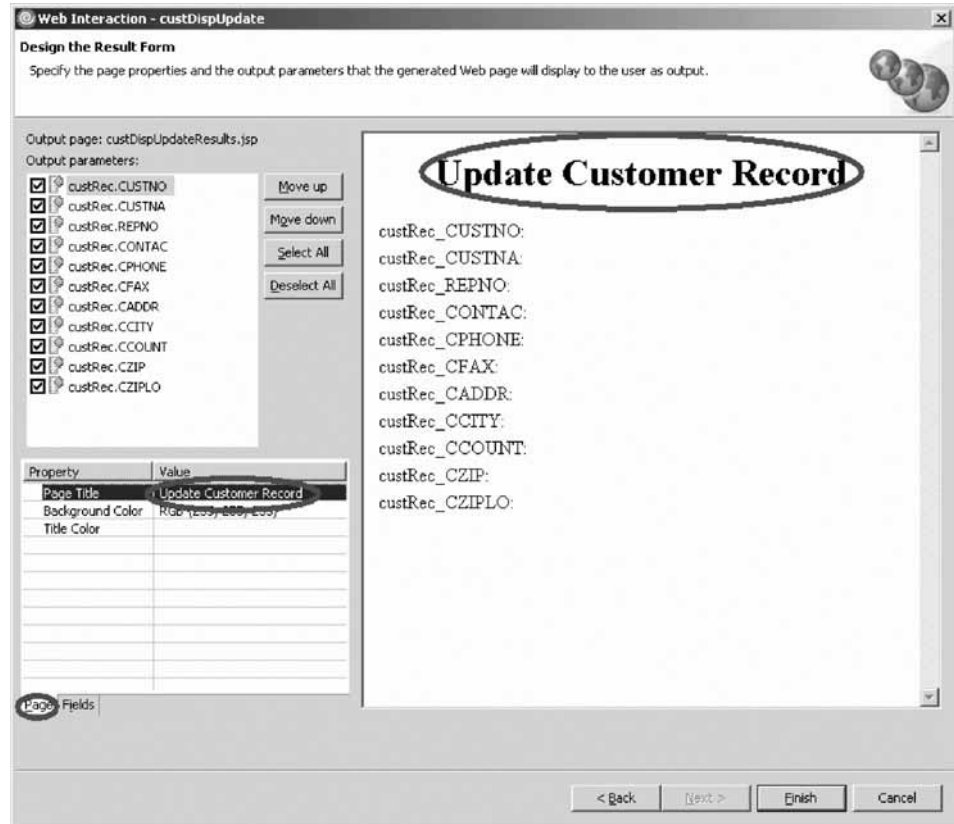 Web Interaction - custDispUpdate
Design the Result Form
Specify the page properties and the output parameters that the generated Web page will display to the user as output.
Output page: custDispUpdateResults.jsp
Output parameters:
custRec.CUSTNO
custRec.CUSTNA
custRec.REPNO
custRec.CONTAC
custRec.CPHONE
custRec.CFAX
custRec.CADDR
custRec.CCITY
custRec.CCOUNT
custRec.CZIP
custRec.CZIPLO
Move up
Move down
Select All
Deselect All
Property Value
Page Title Update Customer Record
Background Color RGB (255, 255, 255)
Title Color
Page Fields
Update Customer Record
custRec_CUSTNO:
custRec_CUSTNA:
custRec_REPNO:
custRec_CONTAC:
custRec_CPHONE:
custRec_CFAX:
custRec_CADDR:
custRec_CCITY:
custRec_CCOUNT:
custRec_CZIP:
custRec_CZIPLO:
< Back Next > Finish Cancel